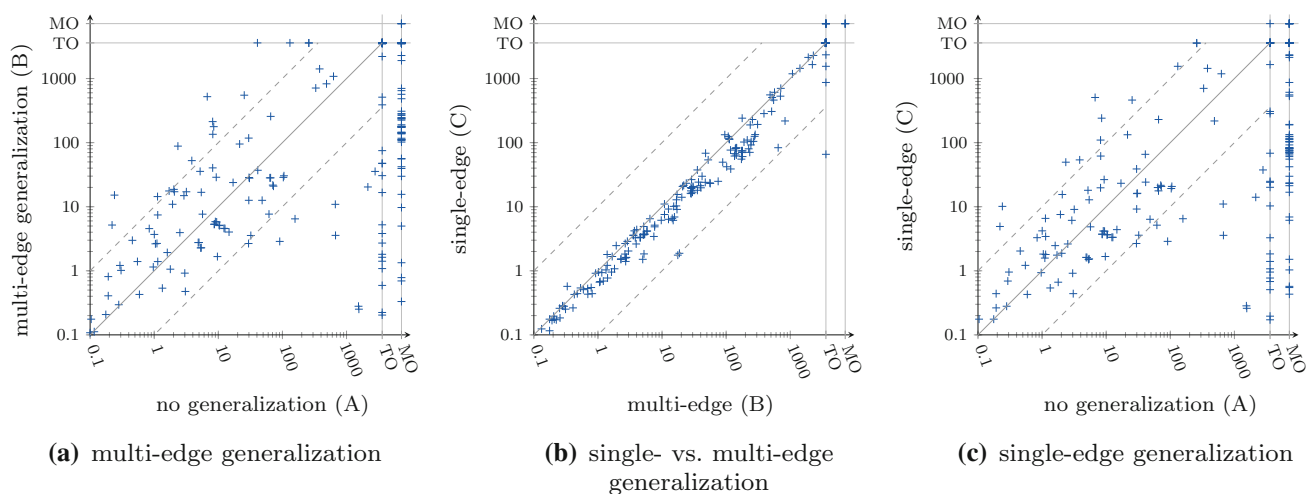 MO
TO
1000
100
10
1
0.1
multi-edge generalization (B)
0.1
1
10
100
1000
TO
MO
no generalization (A)
(a) multi-edge generalization
MO
TO
1000
100
10
1
0.1
single-edge (C)
0.1
1
10
100
1000
TO
MO
multi-edge (B)
(b) single- vs. multi-edge
generalization
MO
TO
1000
100
10
1
0.1
single-edge (C)
0.1
1
10
100
1000
TO
MO
no generalization (A)
(c) single-edge generalization